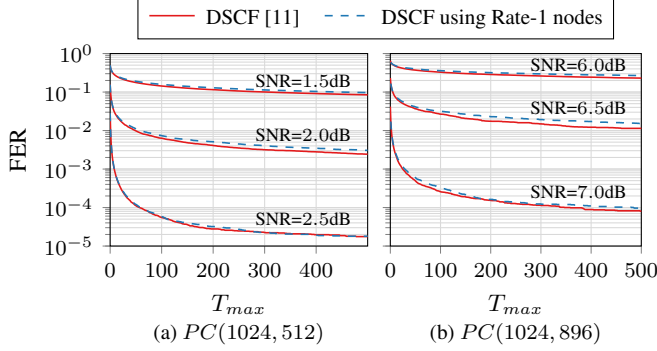 DSCF [11] DSCF using Rate-1 nodes
FER
10^0
10^-1
10^-2
10^-3
10^-4
10^-5
SNR=1.5dB
SNR=2.0dB
SNR=2.5dB
0 100 200 300 400
T_max
(a) PC(1024, 512)
SNR=6.0dB
SNR=6.5dB
SNR=7.0dB
0 100 200 300 400 500
T_max
(b) PC(1024, 896)